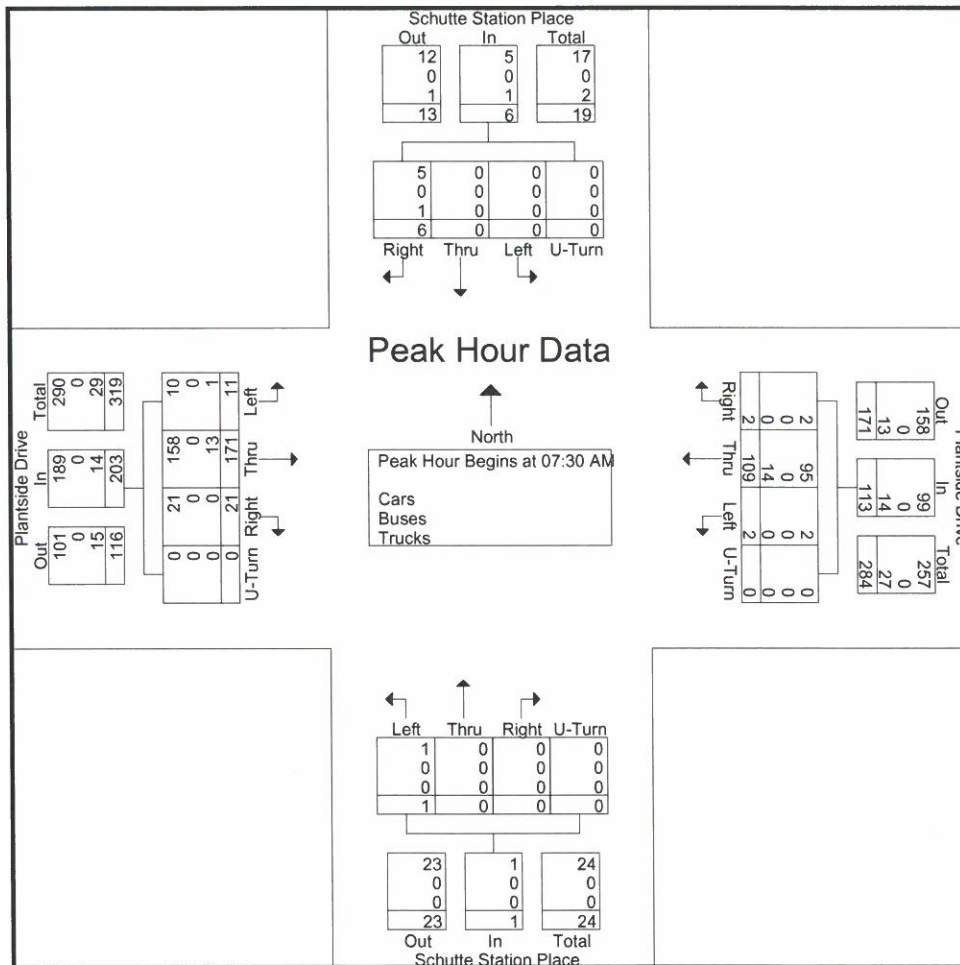 Schutte Station Place
Out In Total
12 5 17
0 0 0
1 1 2
13 6 19
5 0 0 0
0 0 0 0
1 0 0 0
6 0 0 0
Right Thru Left U-Turn
Peak Hour Data
North
Peak Hour Begins at 07:30 AM
Cars
Buses
Trucks
Plantside Drive
Out In Total
101 189 290
0 0 0
15 14 29
116 203 319
Left Thru Right U-Turn
10 158 21 0
0 0 0 0
1 13 0 0
11 171 21 0
Right Thru Left U-Turn
2 95 2 0
0 0 0 0
0 14 0 0
2 109 2 0
Out In Total
158 99 257
0 0 0
13 14 27
171 113 284
Plantside Drive
Left Thru Right U-Turn
1 0 0 0
0 0 0 0
0 0 0 0
1 0 0 0
23 1 24
0 0 0
0 0 0
23 1 24
Out In Total
Schutte Station Place